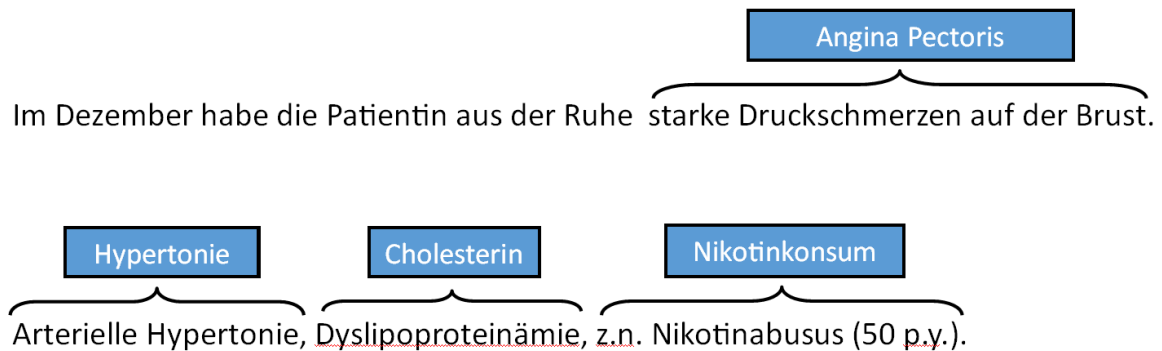 Angina Pectoris
Im Dezember habe die Patientin aus der Ruhe starke Druckschmerzen auf der Brust.
Hypertonie Cholesterin Nikotinkonsum
Arterielle Hypertonie, Dyslipoproteinämie, z.n. Nikotinabusus (50 p.y.).